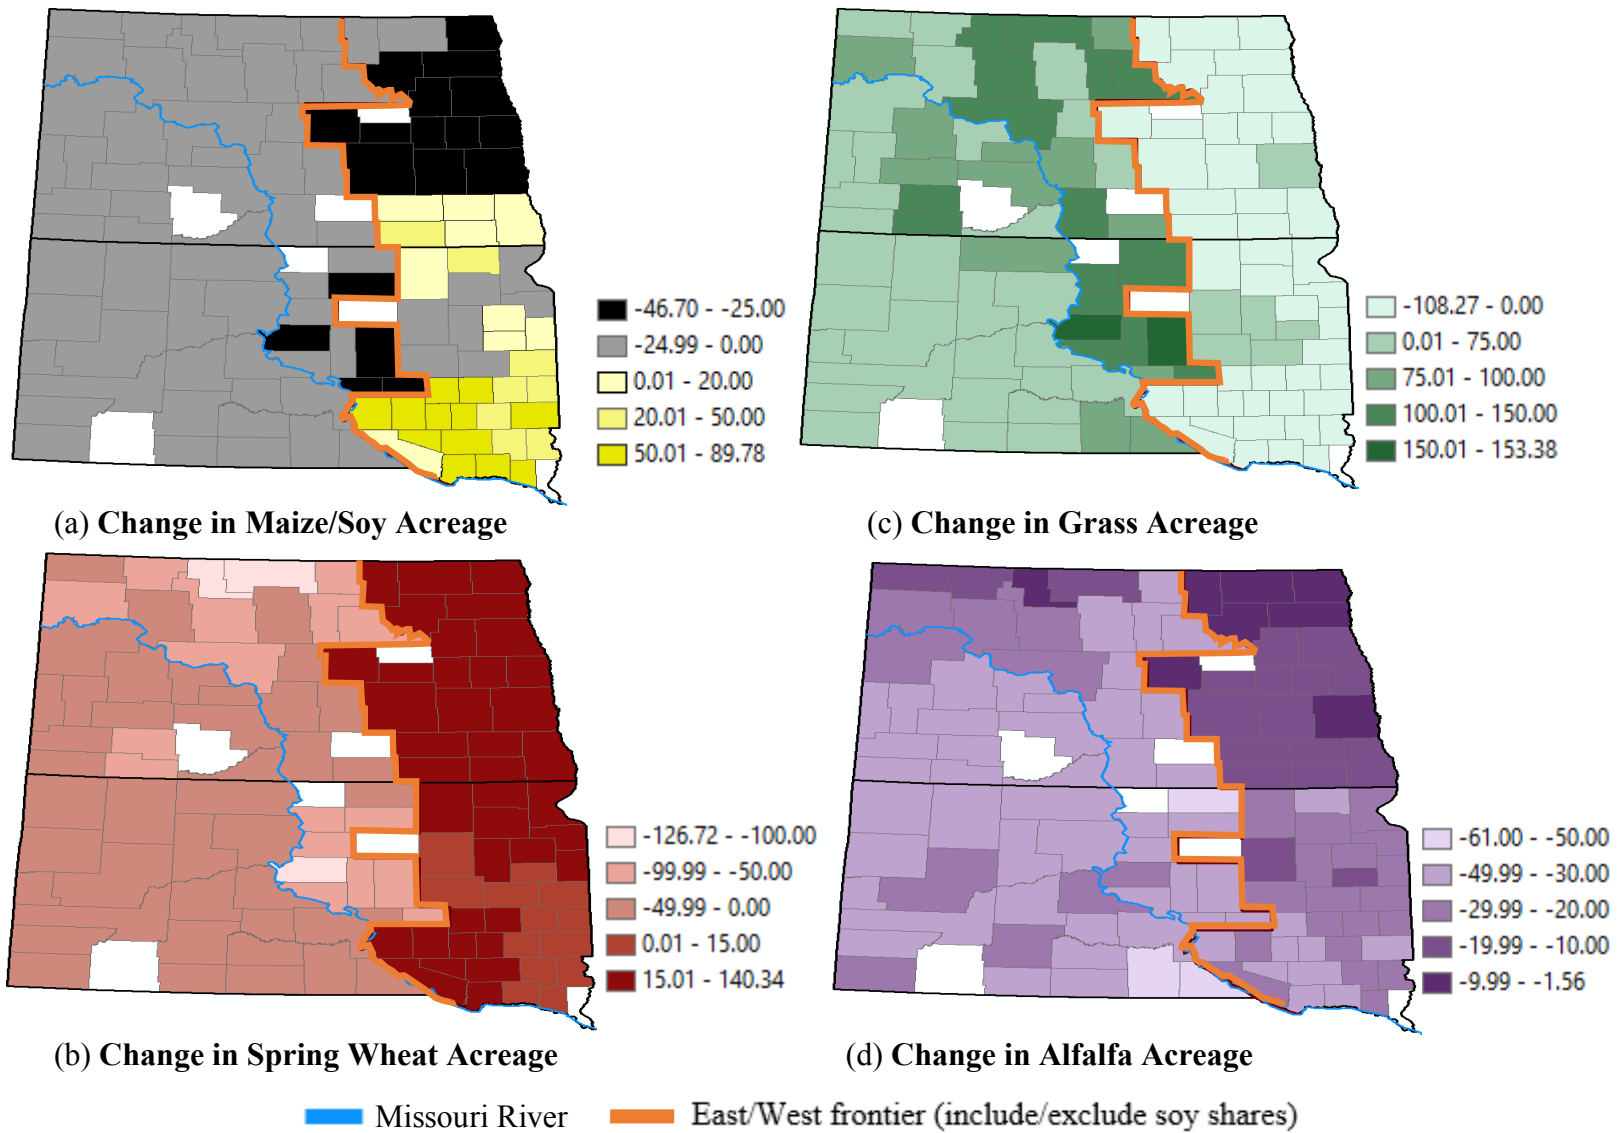 -46.70 - -25.00
-24.99 - 0.00
0.01 - 20.00
20.01 - 50.00
50.01 - 89.78
(a) Change in Maize/Soy Acreage
-108.27 - 0.00
0.01 - 75.00
75.01 - 100.00
100.01 - 150.00
150.01 - 153.38
(c) Change in Grass Acreage
-126.72 - -100.00
-99.99 - -50.00
-49.99 - 0.00
0.01 - 15.00
15.01 - 140.34
(b) Change in Spring Wheat Acreage
-61.00 - -50.00
-49.99 - -30.00
-29.99 - -20.00
-19.99 - -10.00
-9.99 - -1.56
(d) Change in Alfalfa Acreage
Missouri River
East/West frontier (include/exclude soy shares)